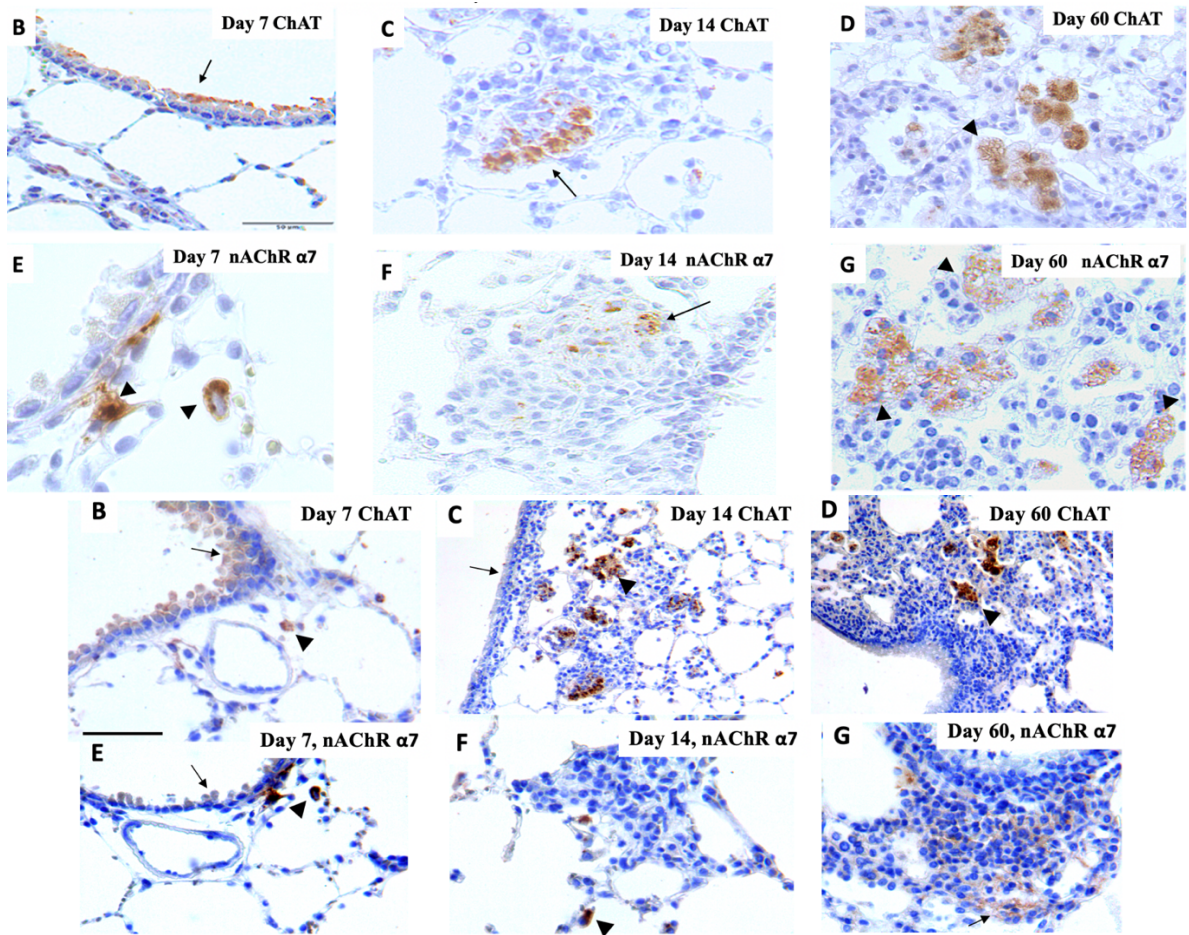 B Day 7 ChAT
C Day 14 ChAT
D Day 60 ChAT
50 µm
E Day 7 nAChR α7
F Day 14 nAChR α7
G Day 60 nAChR α7
B Day 7 ChAT
C Day 14 ChAT
D Day 60 ChAT
E Day 7, nAChR α7
F Day 14, nAChR α7
G Day 60, nAChR α7